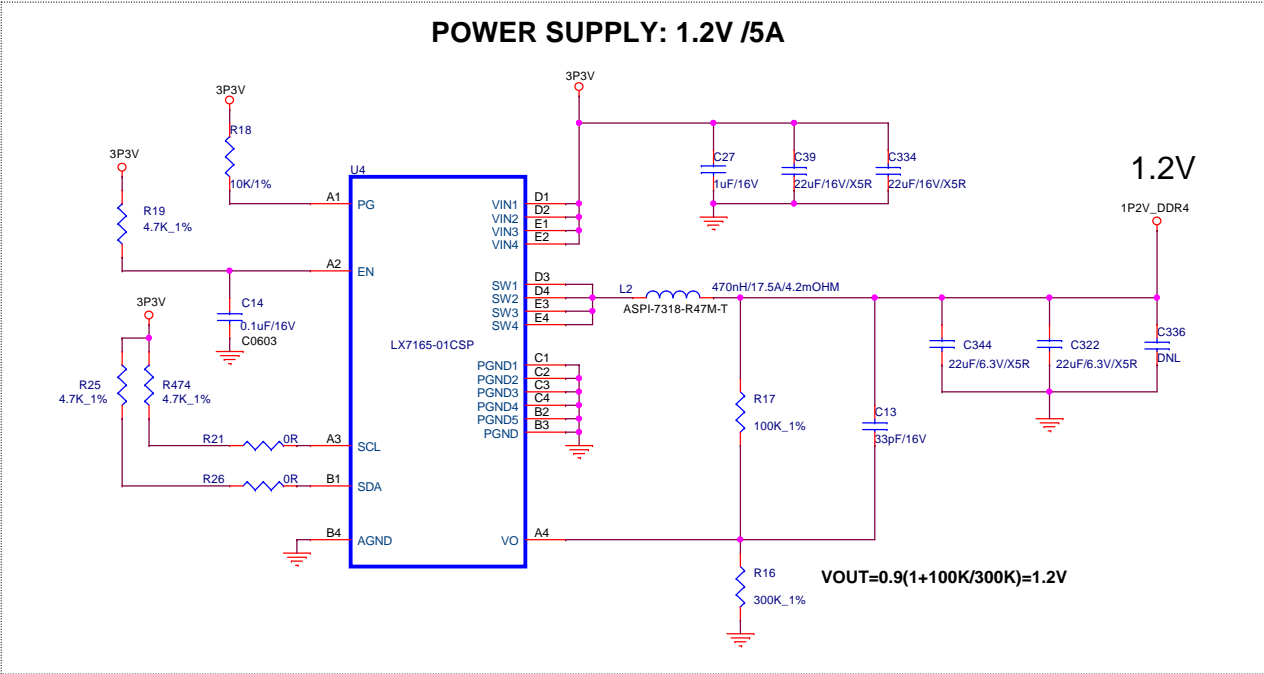 POWER SUPPLY: 1.2V /5A
3P3V
3P3V
3P3V
3P3V
R18
10K/1%
R19
4.7K_1%
C14
0.1uF/16V
C0603
R25
4.7K_1%
R474
4.7K_1%
R21
0R
R26
0R
U4
LX7165-01CSP
A1
PG
A2
EN
A3
SCL
B1
SDA
B4
AGND
VIN1
D1
VIN2
D2
VIN3
E1
VIN4
E2
SW1
D3
SW2
D4
SW3
E3
SW4
E4
PGND1
C1
PGND2
C2
PGND3
C3
PGND4
C4
PGND5
B2
PGND
B3
VO
A4
C27
1uF/16V
C39
22uF/16V/X5R
C334
22uF/16V/X5R
1.2V
1P2V_DDR4
L2
470nH/17.5A/4.2mOHM
ASPI-7318-R47M-T
C344
22uF/6.3V/X5R
C322
22uF/6.3V/X5R
C336
DNL
R17
100K_1%
C13
33pF/16V
R16
300K_1%
VOUT=0.9(1+100K/300K)=1.2V